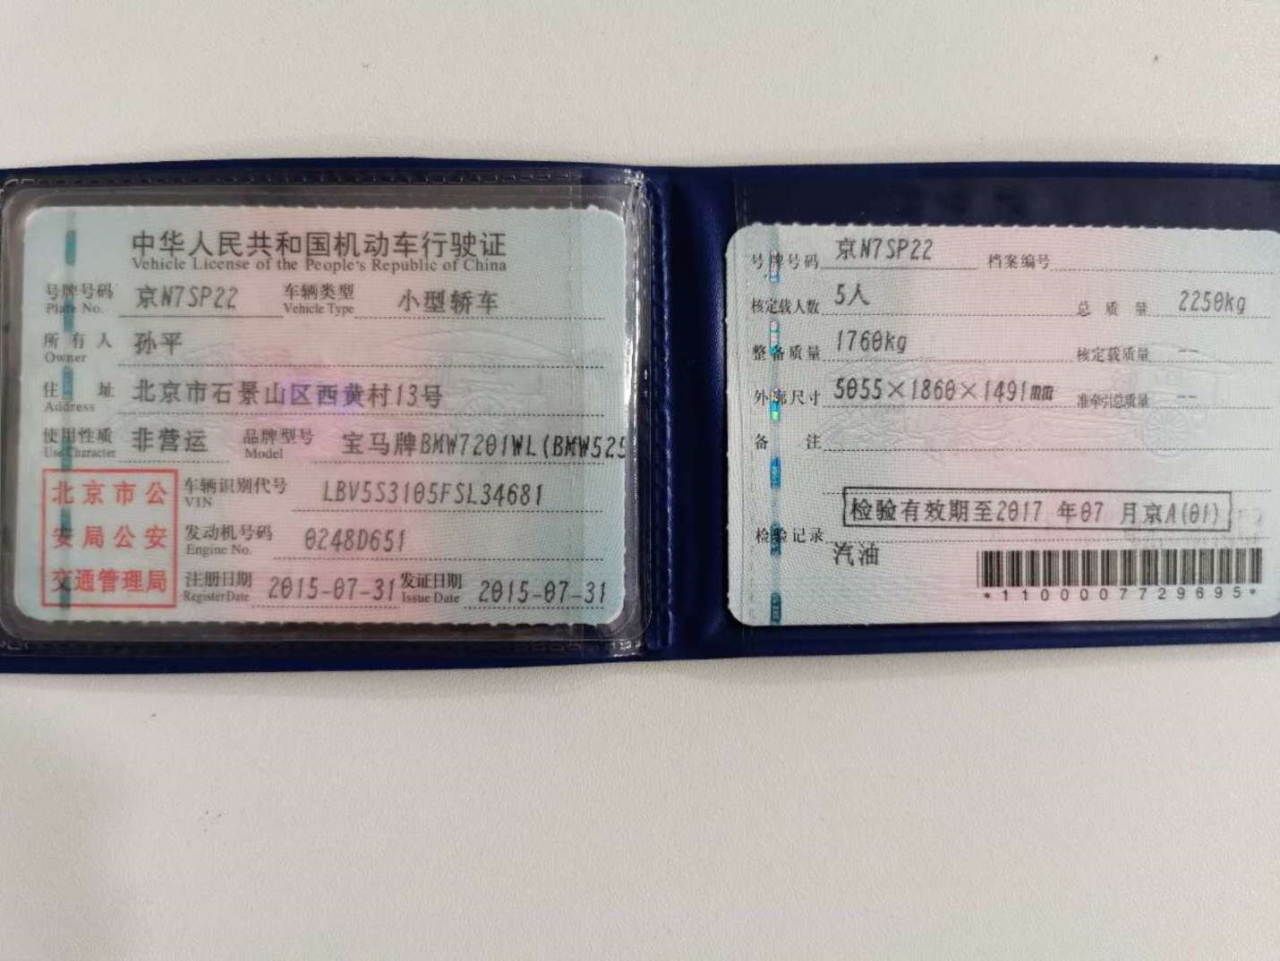 中华人民共和国机动车行驶证
Vehicle License of the People's Republic of China
号牌号码 京N7SP22 车辆类型 小型轿车
Plate No. Vehicle Type
所有人 孙平
Owner
住址 北京市石景山区西黄村13号
Address
使用性质 非营运 品牌型号 宝马牌BMW7201WL(BMW525
Use Character Model
北京市公
安局公安
交通管理局
车辆识别代号 LBV5S3105FSL34681
VIN
发动机号码 0248D651
Engine No.
注册日期 2015-07-31 发证日期 2015-07-31
Register Date Issue Date
号牌号码 京N7SP22 档案编号
核定载人数 5人 总质量 2250kg
整备质量 1760kg 核定载质量 --
外廓尺寸 5055×1860×1491mm 准牵引总质量 --
备注
检验有效期至2017 年07 月京A(01)
检验记录
汽油
*1100007729695*